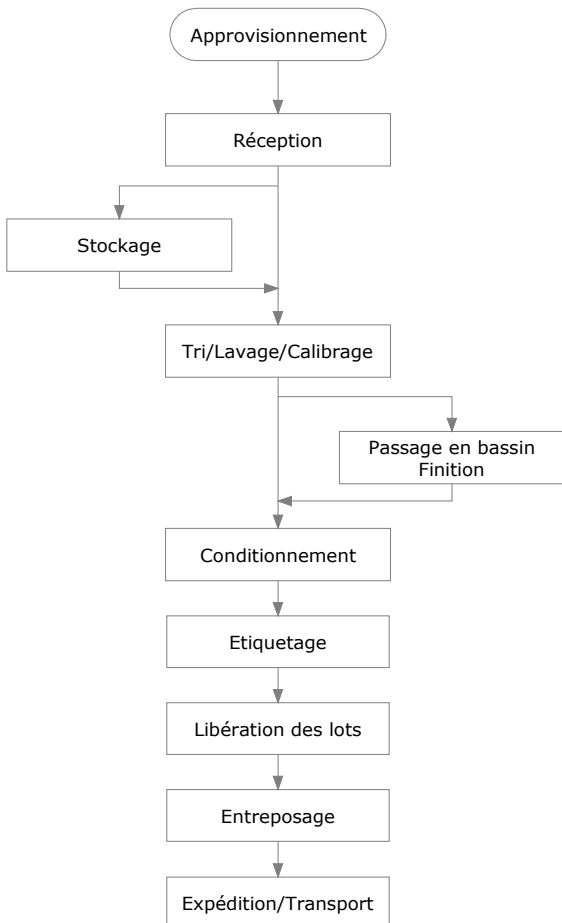 Approvisionnement
Réception
Stockage
Tri/Lavage/Calibrage
Passage en bassin
Finition
Conditionnement
Etiquetage
Libération des lots
Entreposage
Expédition/Transport